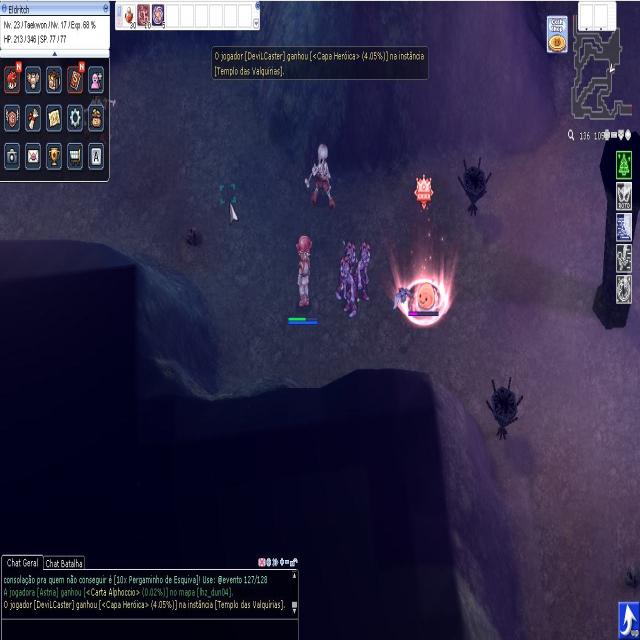 Eldritch
Nv. 23 / Taekwon / Nv. 17 / Exp. 68 %
HP. 213 / 346 | SP. 77 / 77
O jogador [DeviLCaster] ganhou [<Capa Heróica> (4.05%)] na instância
[Templo das Valquírias].
Chat Geral Chat Batalha
consolação pra quem não conseguir é [10x Pergaminho de Esquiva]! Use: @evento 127/128
A jogadora [Astria] ganhou [<Carta Alphoccio> (0.02%)] no mapa [lhz_dun04].
O jogador [DeviLCaster] ganhou [<Capa Heróica> (4.05%)] na instância [Templo das Valquírias].